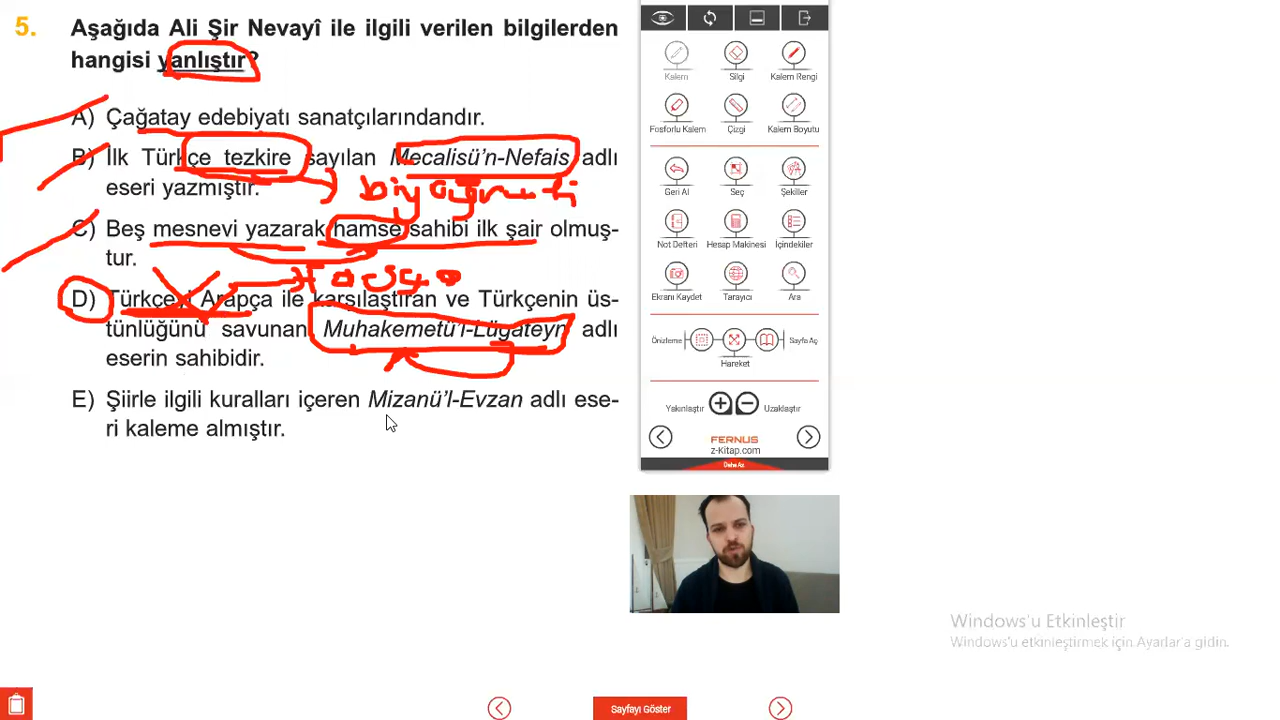 5. Aşağıda Ali Şir Nevayî ile ilgili verilen bilgilerden
hangisi yanlıştır?
A) Çağatay edebiyatı sanatçılarındandır.
B) İlk Türkçe tezkire sayılan Mecalisü’n-Nefais adlı
eseri yazmıştır.
C) Beş mesnevi yazarak hamse sahibi ilk şair olmuş-
tur.
D) Türkçeyi Arapça ile karşılaştıran ve Türkçenin üs-
tünlüğünü savunan Muhakemetü’l-Lügateyn adlı
eserin sahibidir.
E) Şiirle ilgili kuralları içeren Mizanü’l-Evzan adlı ese-
ri kaleme almıştır.
Kalem Silgi Kalem Rengi
Fosforlu Kalem Çizgi Kalem Boyutu
Geri Al Seç Şekiller
Not Defteri Hesap Makinesi İçindekiler
Ekranı Kaydet Tarayıcı Ara
Önizleme Sayfa Aç
Hareket
Yakınlaştır Uzaklaştır
FERNUS
z-Kitap.com
Daha Az
Windows'u Etkinleştir
Windows'u etkinleştirmek için Ayarlar'a gidin.
Sayfayı Göster